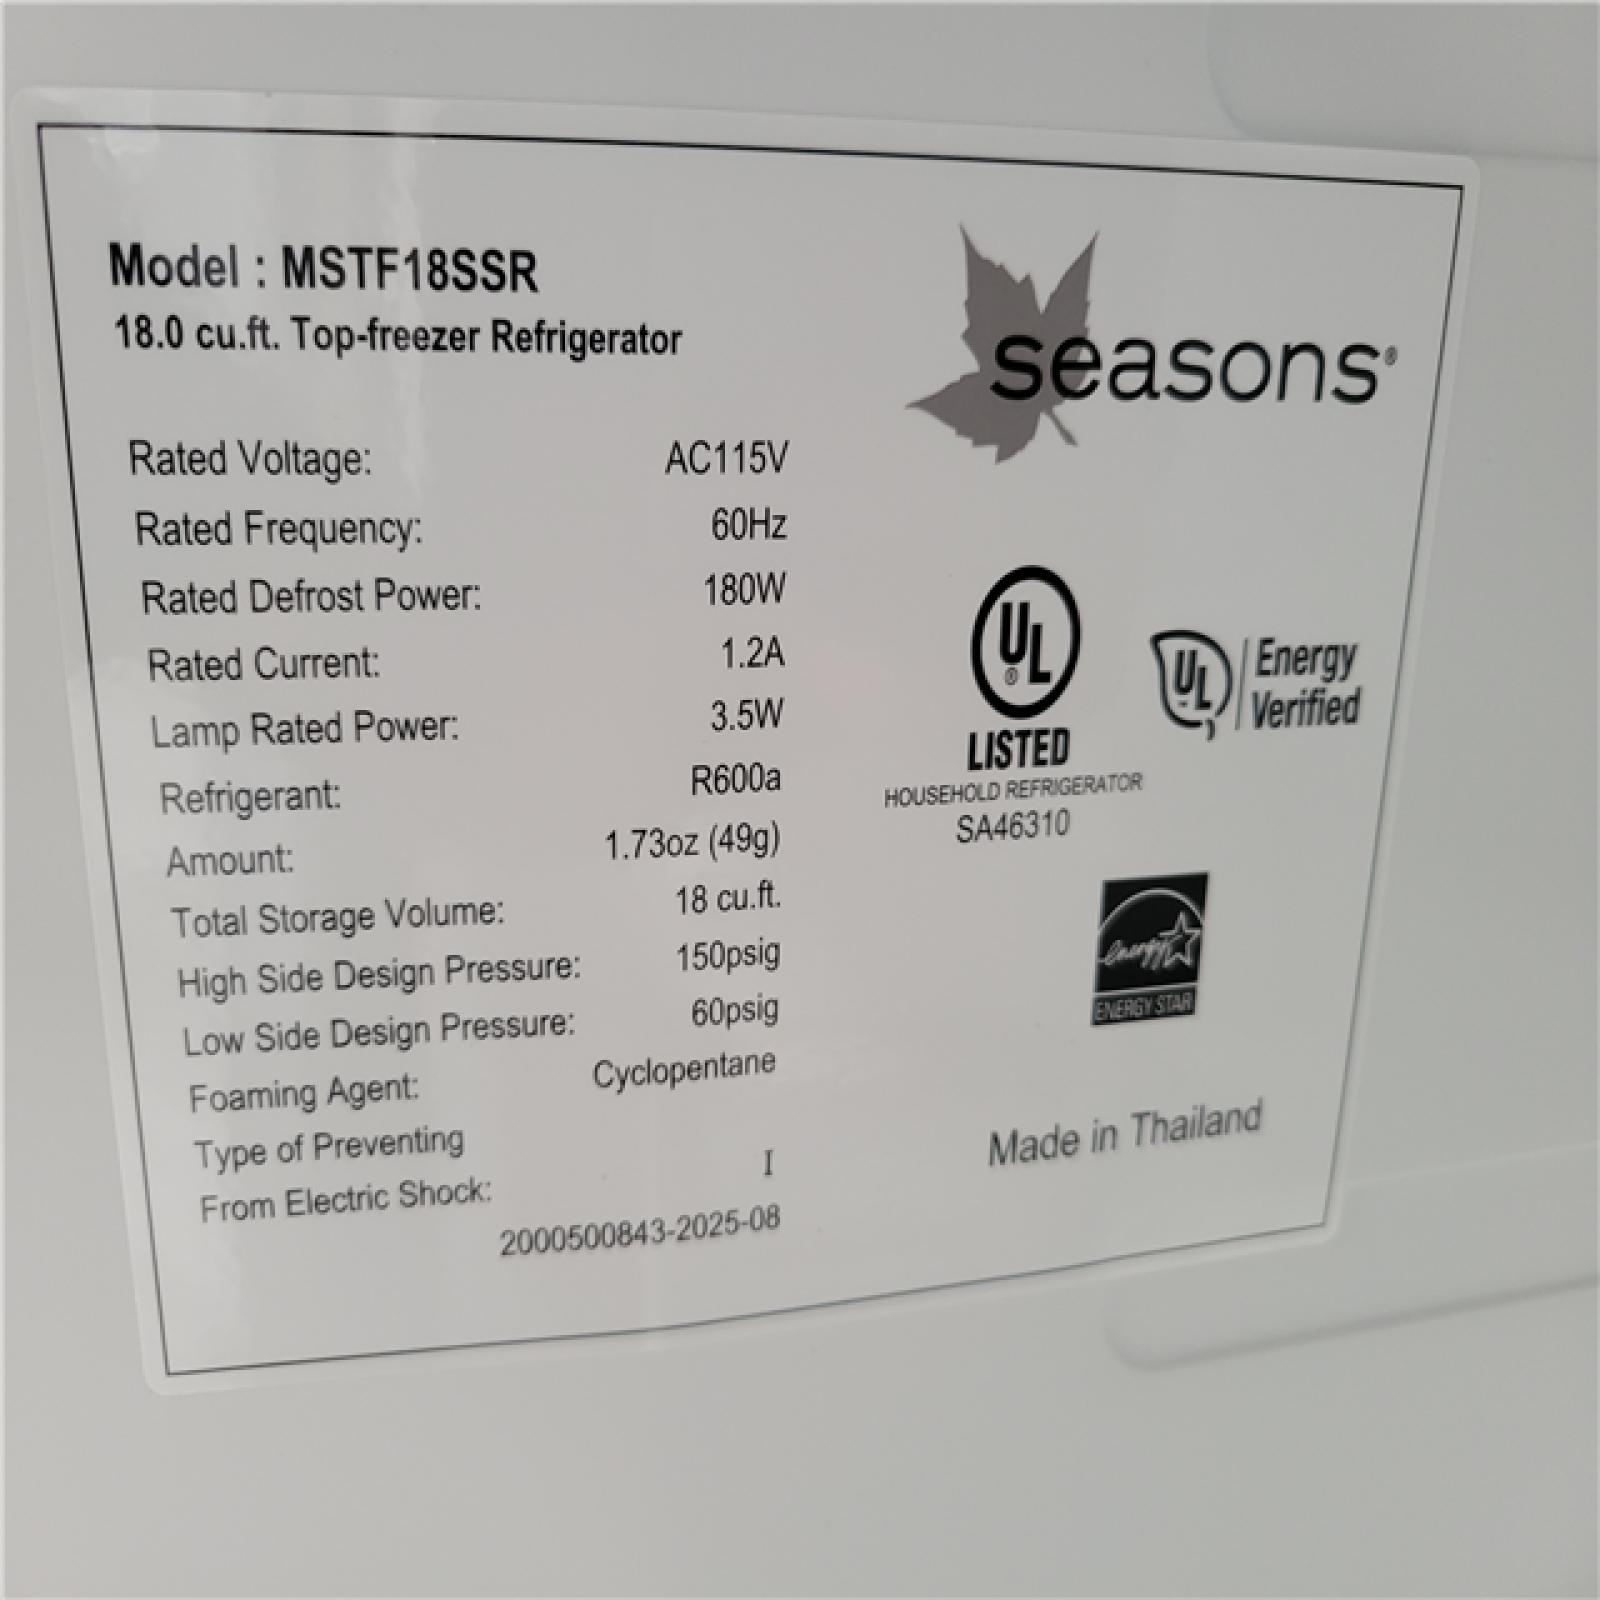 Model : MSTF18SSR
18.0 cu.ft. Top-freezer Refrigerator
seasons®
Rated Voltage: AC115V
Rated Frequency: 60Hz
Rated Defrost Power: 180W
Rated Current: 1.2A
Lamp Rated Power: 3.5W
Refrigerant: R600a
Amount: 1.73oz (49g)
Total Storage Volume: 18 cu.ft.
High Side Design Pressure: 150psig
Low Side Design Pressure: 60psig
Foaming Agent: Cyclopentane
Type of Preventing
From Electric Shock: I
2000500843-2025-08
UL ®
LISTED
HOUSEHOLD REFRIGERATOR
SA46310
UL Energy
Verified
energy
ENERGY STAR
Made in Thailand